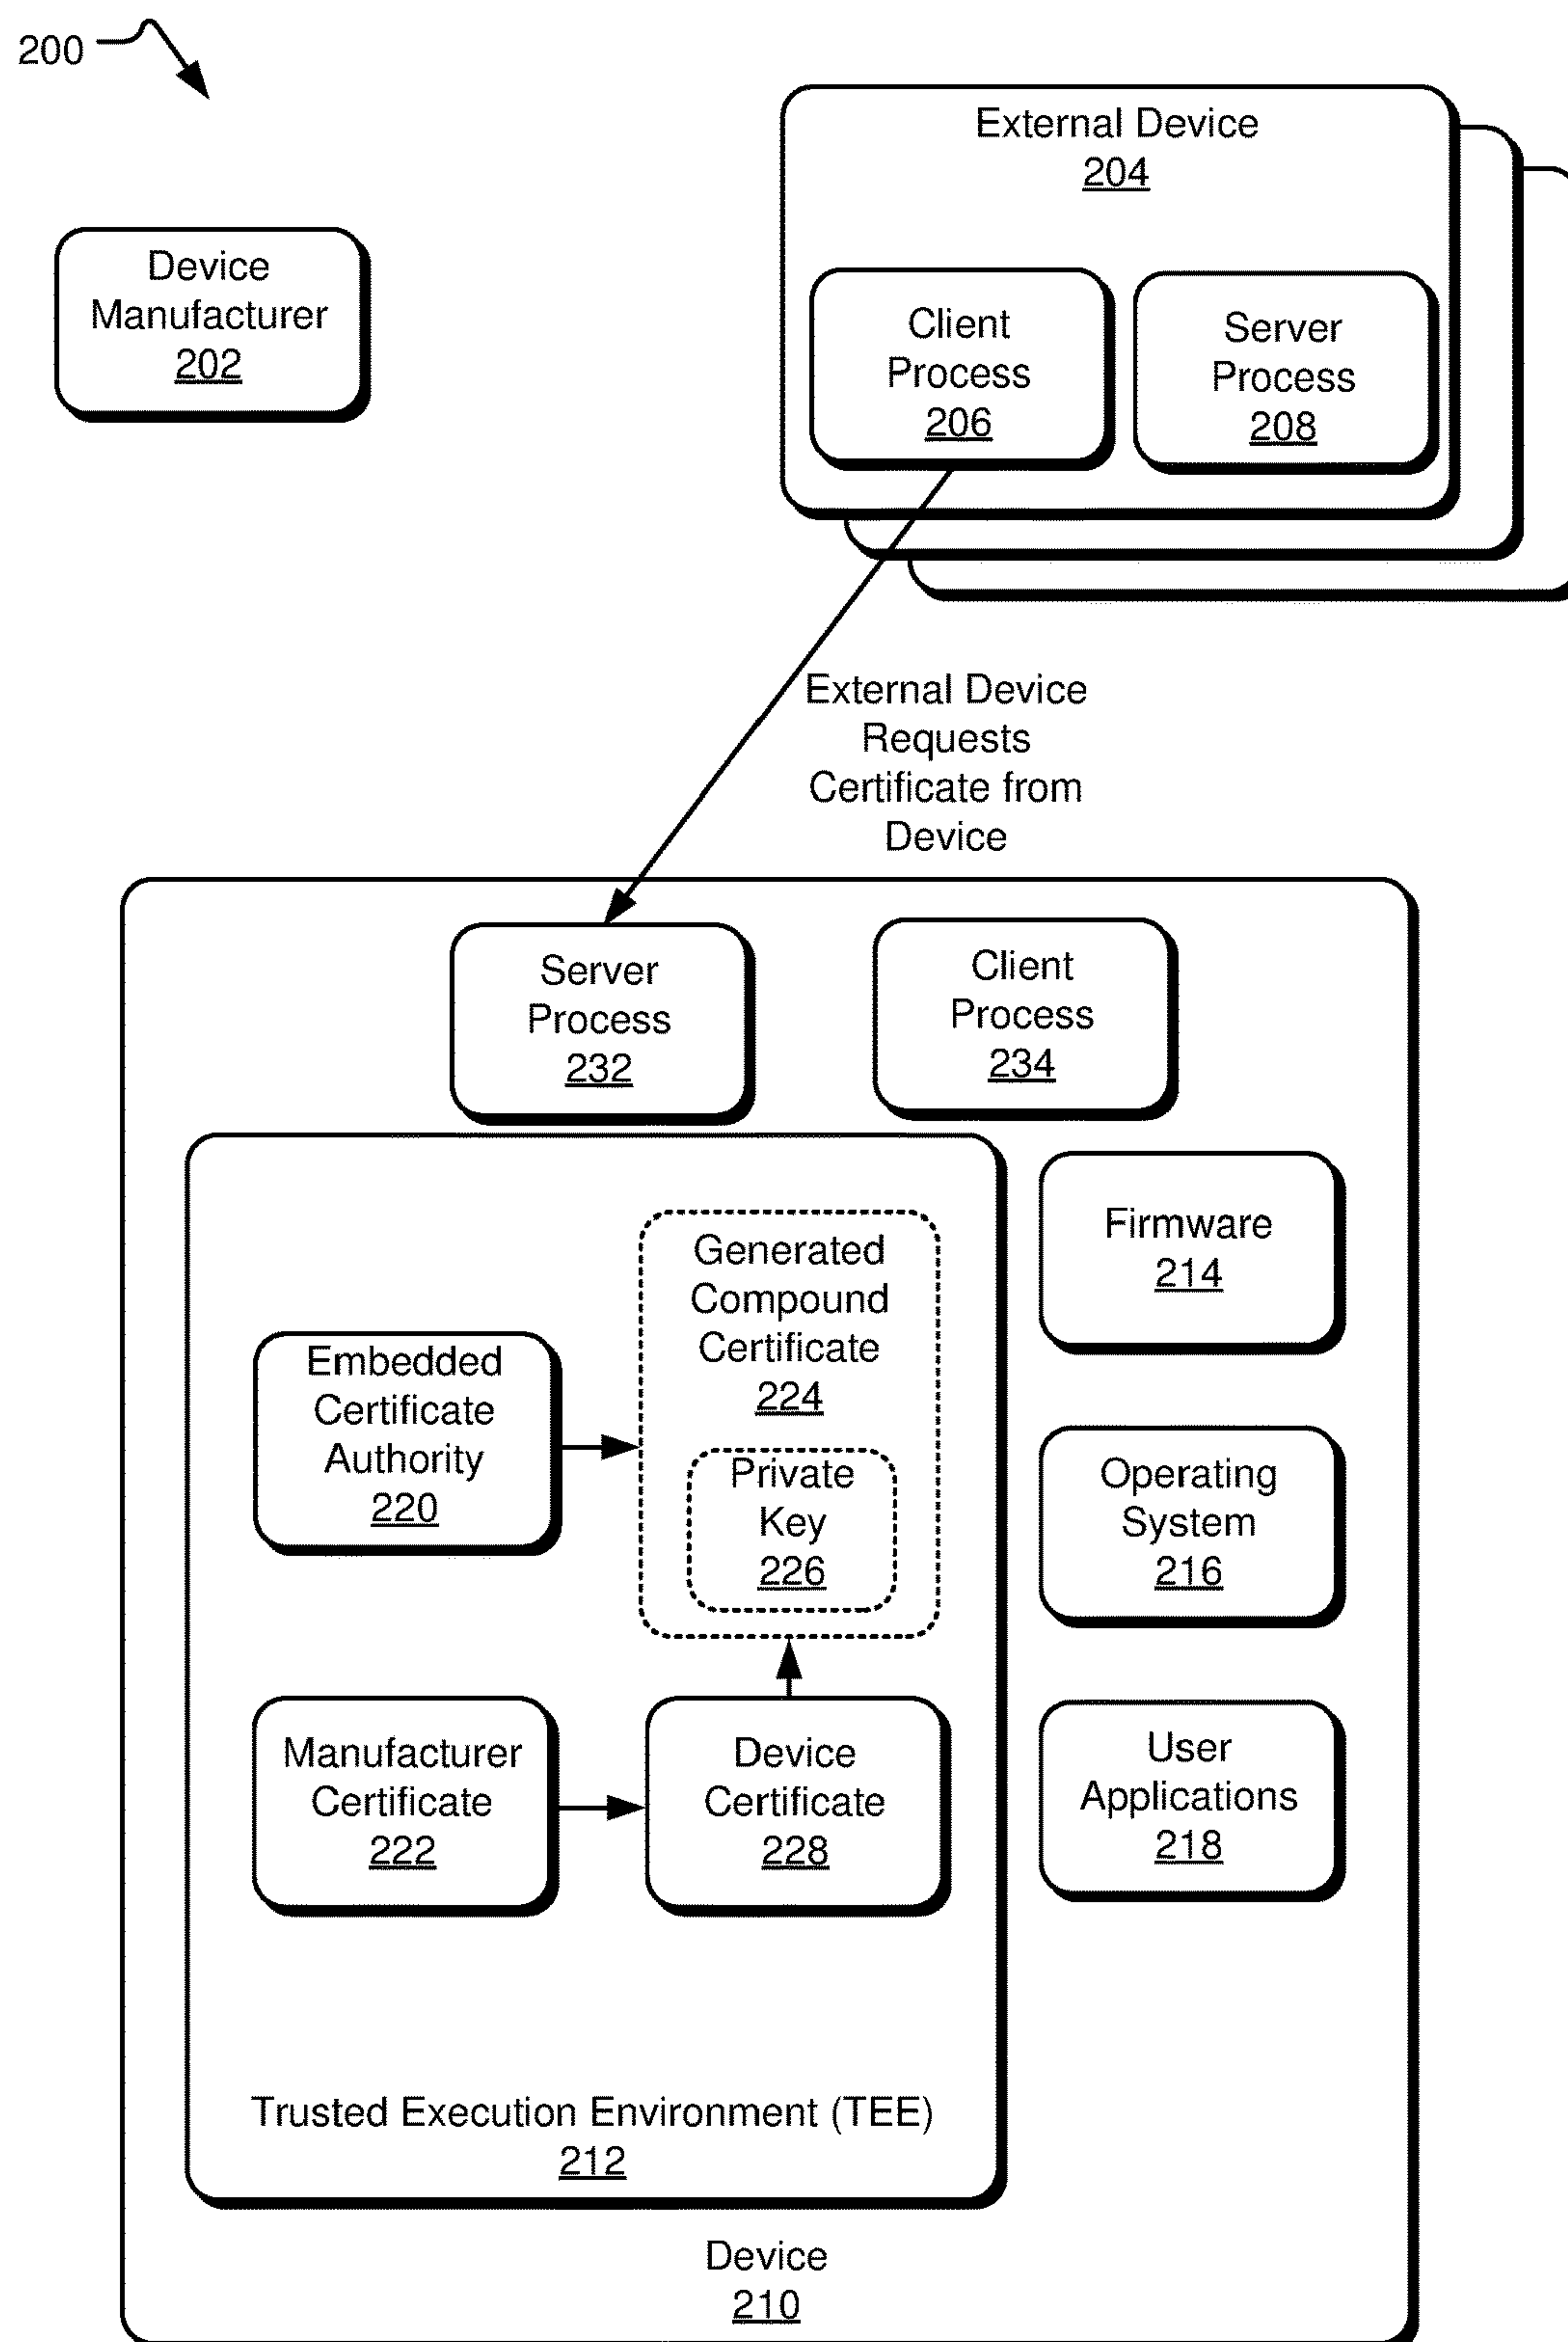 200
External Device
204
Device
Manufacturer
202
Client
Process
206
Server
Process
208
External Device
Requests
Certificate from
Device
Server
Process
232
Client
Process
234
Generated
Compound
Certificate
224
Private
Key
226
Firmware
214
Embedded
Certificate
Authority
220
Operating
System
216
Manufacturer
Certificate
222
Device
Certificate
228
User
Applications
218
Trusted Execution Environment (TEE)
212
Device
210